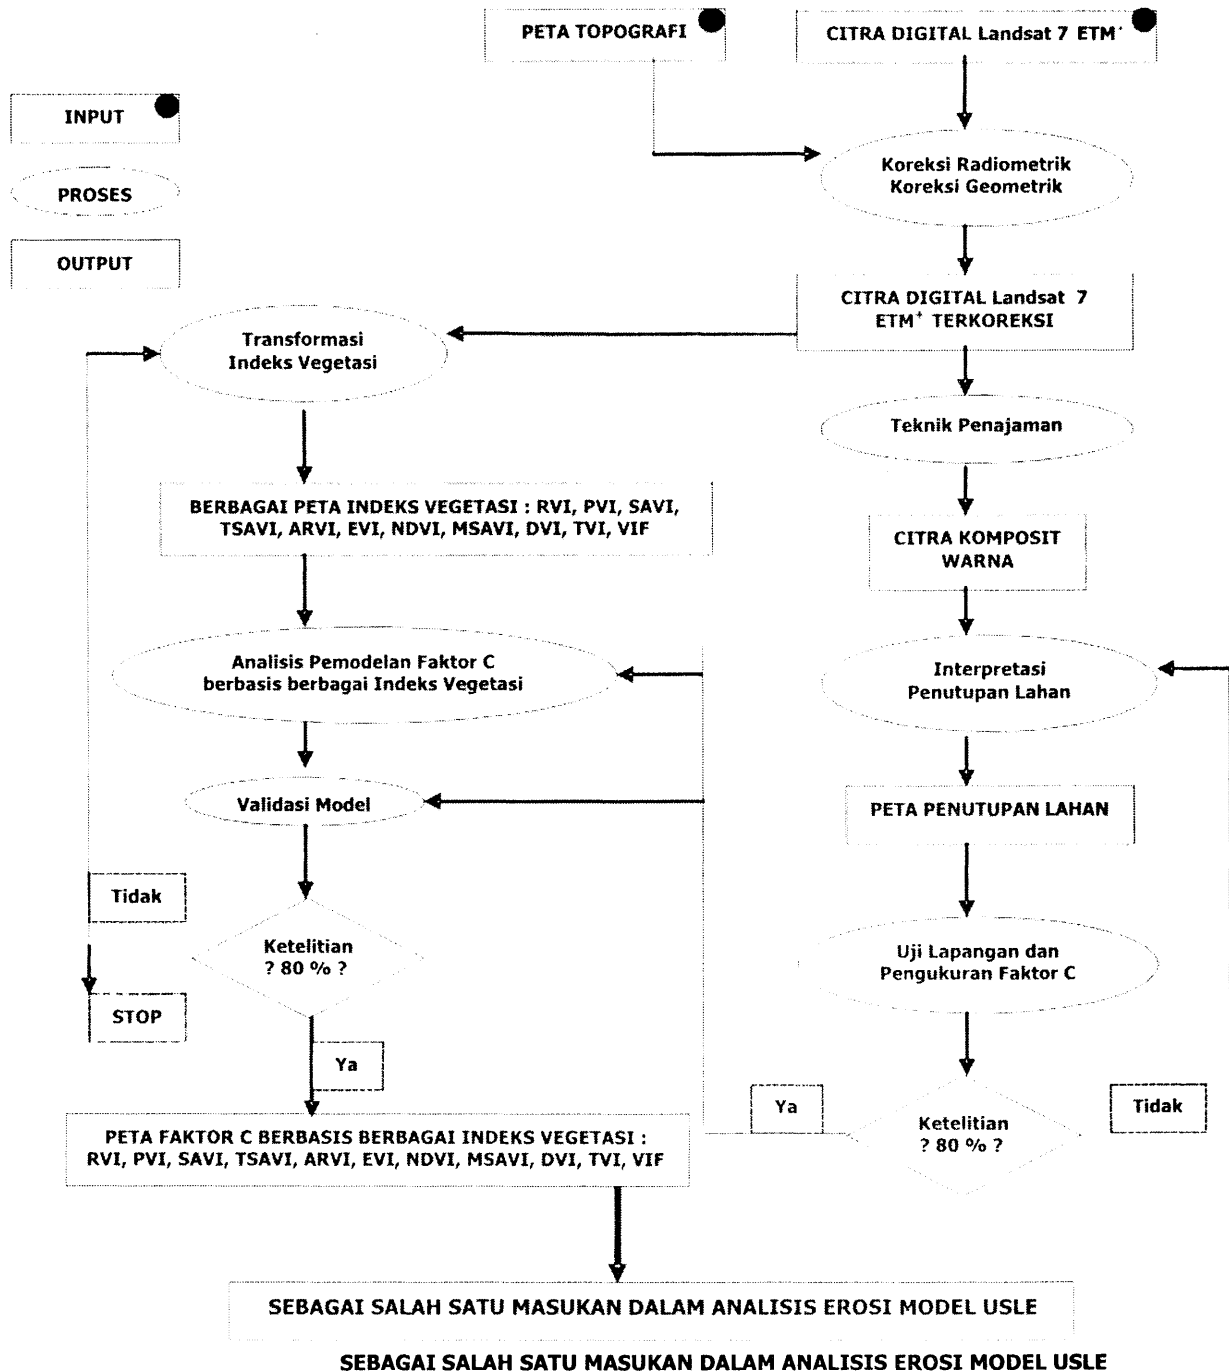 PETA TOPOGRAFI
CITRA DIGITAL Landsat 7 ETM⁺
INPUT
PROSES
OUTPUT
Koreksi Radiometrik
Koreksi Geometrik
CITRA DIGITAL Landsat 7
ETM⁺ TERKOREKSI
Transformasi
Indeks Vegetasi
Teknik Penajaman
BERBAGAI PETA INDEKS VEGETASI : RVI, PVI, SAVI,
TSAVI, ARVI, EVI, NDVI, MSAVI, DVI, TVI, VIF
CITRA KOMPOSIT
WARNA
Analisis Pemodelan Faktor C
berbasis berbagai Indeks Vegetasi
Interpretasi
Penutupan Lahan
Validasi Model
PETA PENUTUPAN LAHAN
Tidak
Ketelitian
? 80 % ?
STOP
Uji Lapangan dan
Pengukuran Faktor C
Ya
Ya
Ketelitian
? 80 % ?
Tidak
PETA FAKTOR C BERBASIS BERBAGAI INDEKS VEGETASI :
RVI, PVI, SAVI, TSAVI, ARVI, EVI, NDVI, MSAVI, DVI, TVI, VIF
SEBAGAI SALAH SATU MASUKAN DALAM ANALISIS EROSI MODEL USLE
SEBAGAI SALAH SATU MASUKAN DALAM ANALISIS EROSI MODEL USLE